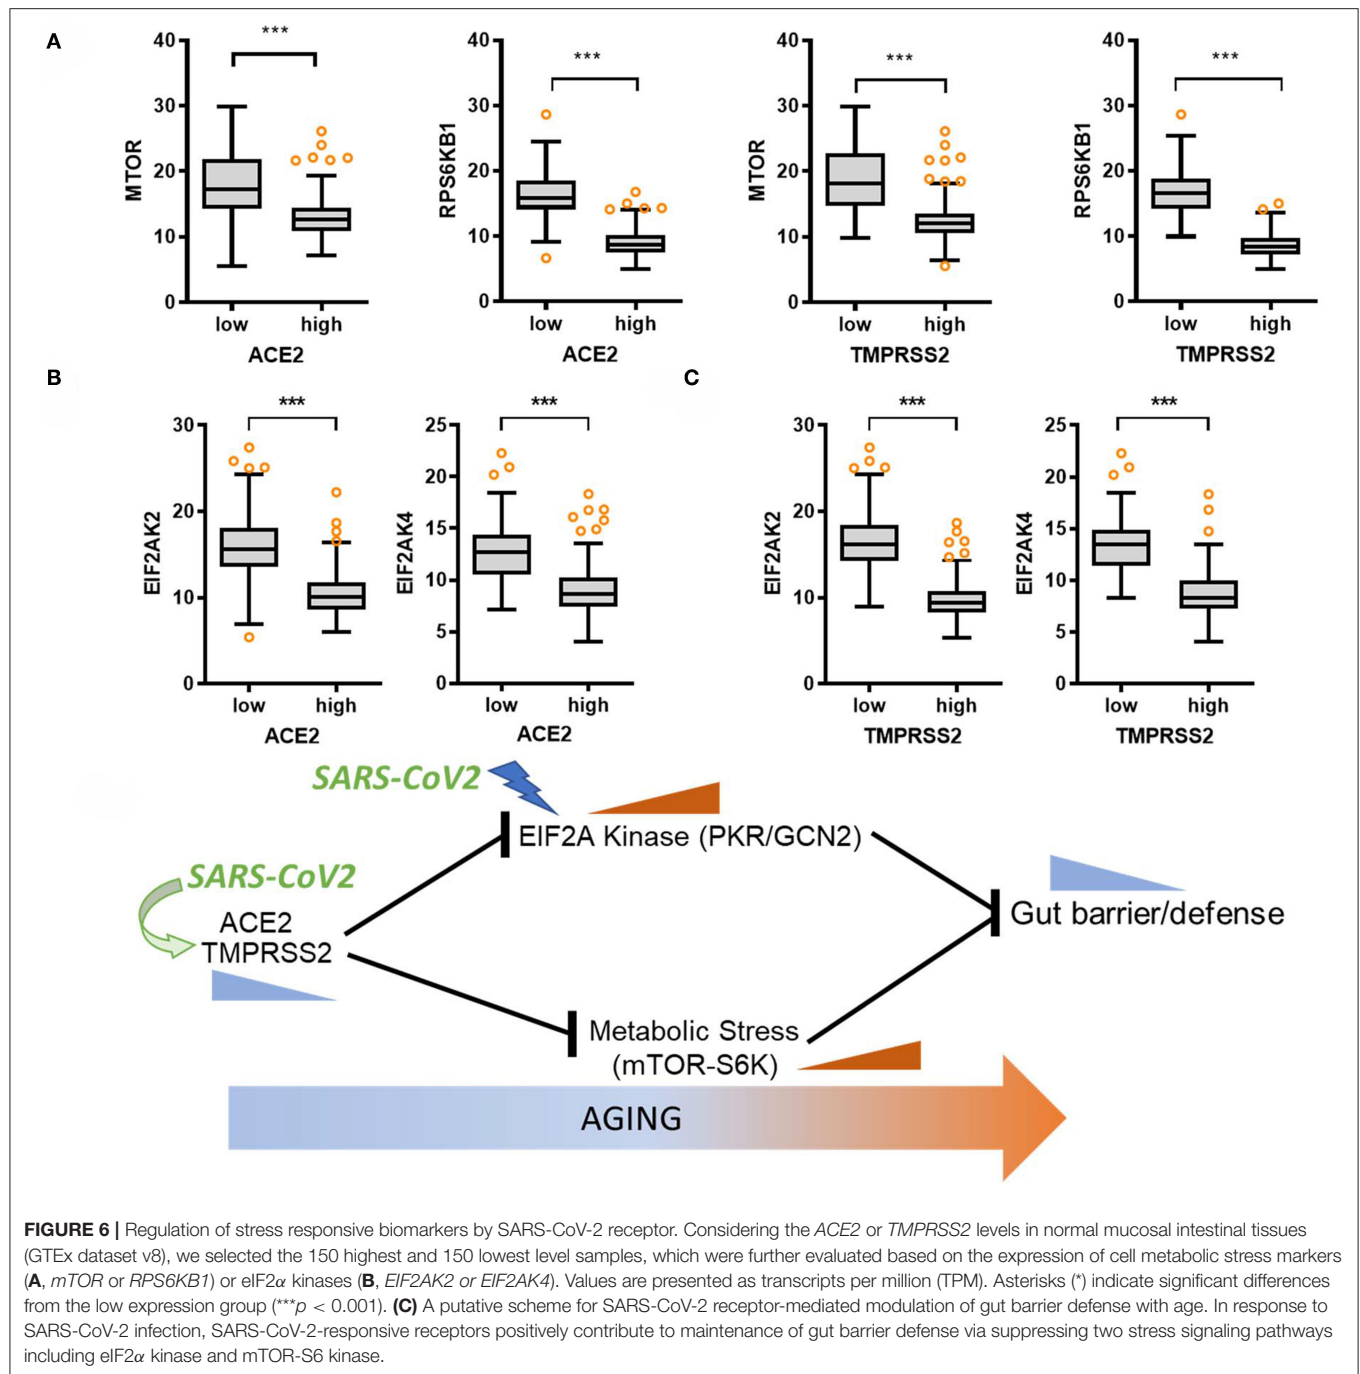 A
40
30
20
10
0
MTOR
***
low high
ACE2
40
30
20
10
0
RPS6KB1
***
low high
ACE2
40
30
20
10
0
MTOR
***
low high
TMPRSS2
40
30
20
10
0
RPS6KB1
***
low high
TMPRSS2
B
30
20
10
0
EIF2AK2
***
low high
ACE2
25
20
15
10
5
0
EIF2AK4
***
low high
ACE2
C
30
20
10
0
EIF2AK2
***
low high
TMPRSS2
25
20
15
10
5
0
EIF2AK4
***
low high
TMPRSS2
SARS-CoV2
EIF2A Kinase (PKR/GCN2)
SARS-CoV2
ACE2
TMPRSS2
Gut barrier/defense
Metabolic Stress
(mTOR-S6K)
AGING
FIGURE 6 | Regulation of stress responsive biomarkers by SARS-CoV-2 receptor. Considering the ACE2 or TMPRSS2 levels in normal mucosal intestinal tissues
(GTEx dataset v8), we selected the 150 highest and 150 lowest level samples, which were further evaluated based on the expression of cell metabolic stress markers
(A, mTOR or RPS6KB1) or eIF2α kinases (B, EIF2AK2 or EIF2AK4). Values are presented as transcripts per million (TPM). Asterisks (*) indicate significant differences
from the low expression group (***p < 0.001). (C) A putative scheme for SARS-CoV-2 receptor-mediated modulation of gut barrier defense with age. In response to
SARS-CoV-2 infection, SARS-CoV-2-responsive receptors positively contribute to maintenance of gut barrier defense via suppressing two stress signaling pathways
including eIF2α kinase and mTOR-S6 kinase.